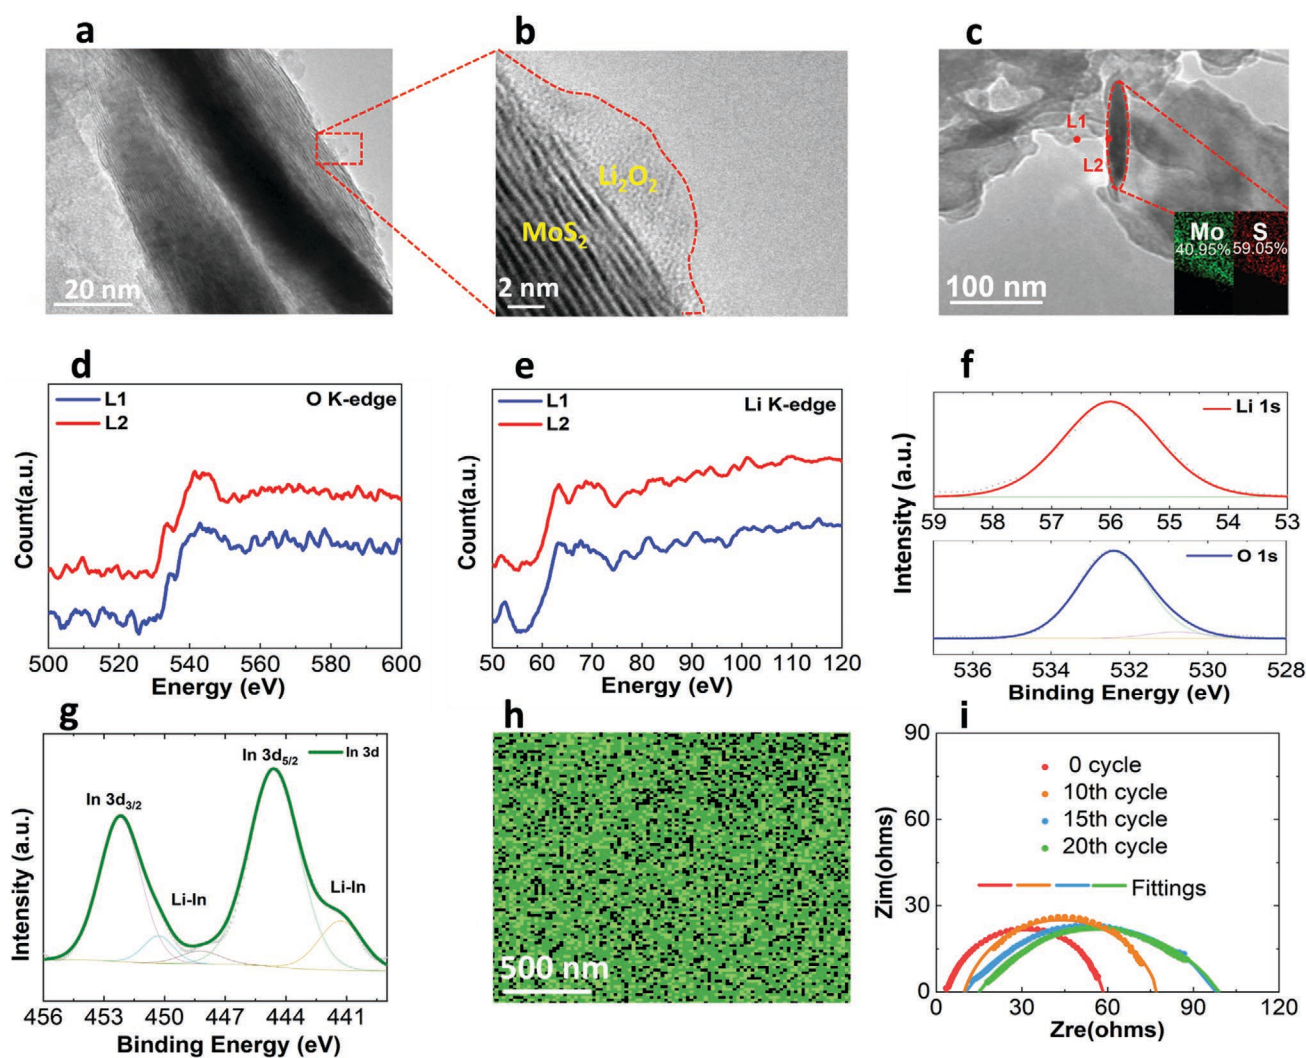 a
b
c
20 nm
Li₂O₂
MoS₂
2 nm
L1
L2
Mo
40.95%
S
59.05%
100 nm
d
L1
L2
O K-edge
Count(a.u.)
500 520 540 560 580 600
Energy (eV)
e
L1
L2
Li K-edge
Count(a.u.)
50 60 70 80 90 100 110 120
Energy (eV)
f
Li 1s
59 58 57 56 55 54 53
O 1s
Intensity (a.u.)
536 534 532 530 528
Binding Energy (eV)
g
In 3d₃/₂
In 3d₅/₂
In 3d
Li-In
Li-In
Intensity (a.u.)
456 453 450 447 444 441
Binding Energy (eV)
h
500 nm
i
90
60
30
0
Zim(ohms)
0 cycle
10th cycle
15th cycle
20th cycle
Fittings
0 30 60 90 120
Zre(ohms)